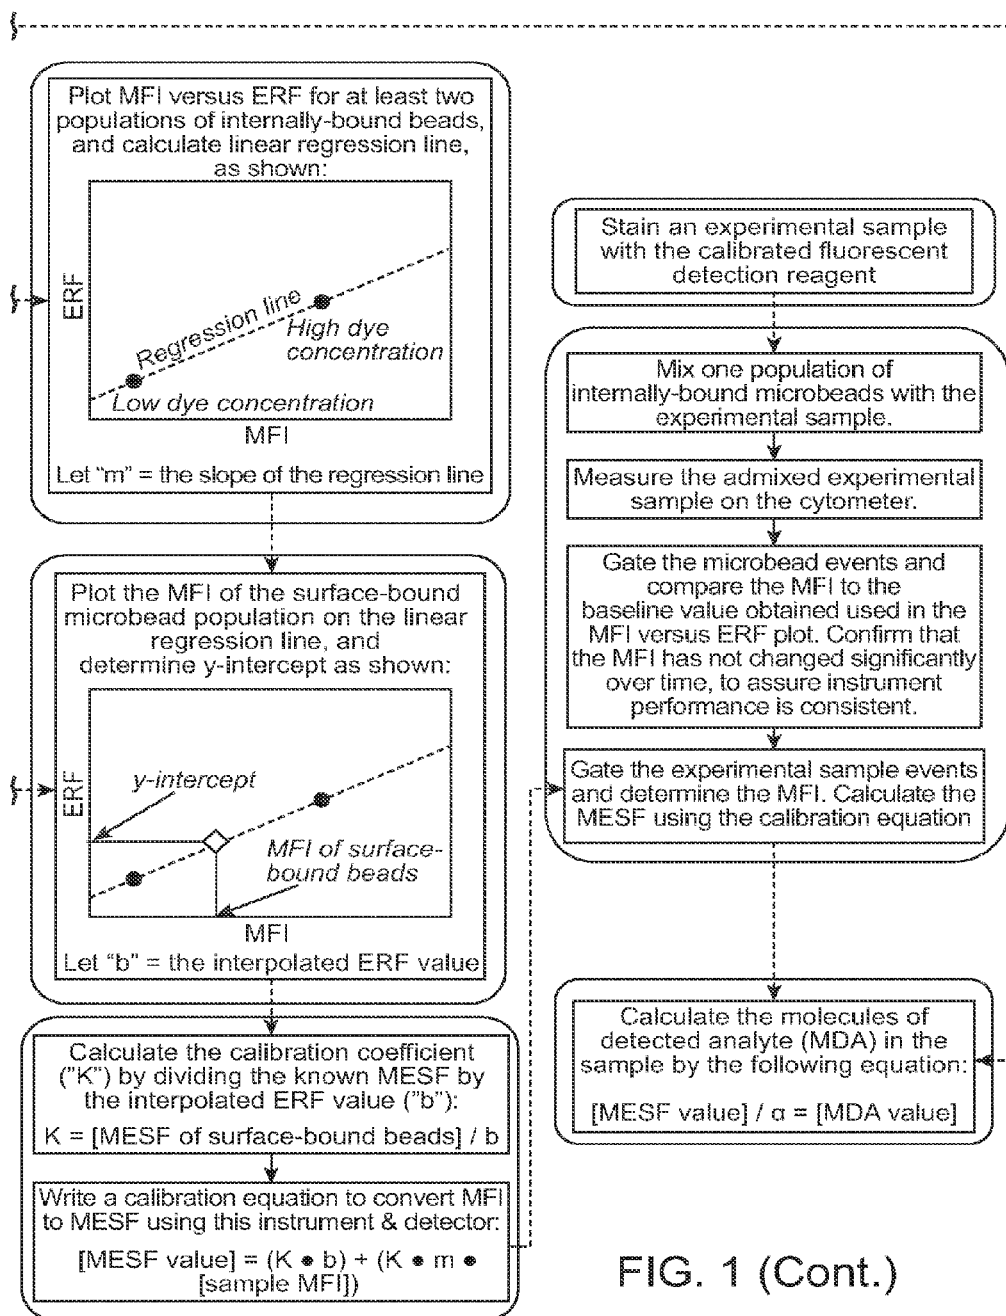 Plot MFI versus ERF for at least two
populations of internally-bound beads,
and calculate linear regression line,
as shown:
ERF
Regression line
High dye
concentration
Low dye concentration
MFI
Let "m" = the slope of the regression line
Plot the MFI of the surface-bound
microbead population on the linear
regression line, and
determine y-intercept as shown:
ERF
y-intercept
MFI of surface-
bound beads
MFI
Let "b" = the interpolated ERF value
Calculate the calibration coefficient
("K") by dividing the known MESF by
the interpolated ERF value ("b"):
K = [MESF of surface-bound beads] / b
Write a calibration equation to convert MFI
to MESF using this instrument & detector:
[MESF value] = (K • b) + (K • m •
[sample MFI])
Stain an experimental sample
with the calibrated fluorescent
detection reagent
Mix one population of
internally-bound microbeads with the
experimental sample.
Measure the admixed experimental
sample on the cytometer.
Gate the microbead events and
compare the MFI to the
baseline value obtained used in the
MFI versus ERF plot. Confirm that
the MFI has not changed significantly
over time, to assure instrument
performance is consistent.
Gate the experimental sample events
and determine the MFI. Calculate the
MESF using the calibration equation
Calculate the molecules of
detected analyte (MDA) in the
sample by the following equation:
[MESF value] / α = [MDA value]
FIG. 1 (Cont.)